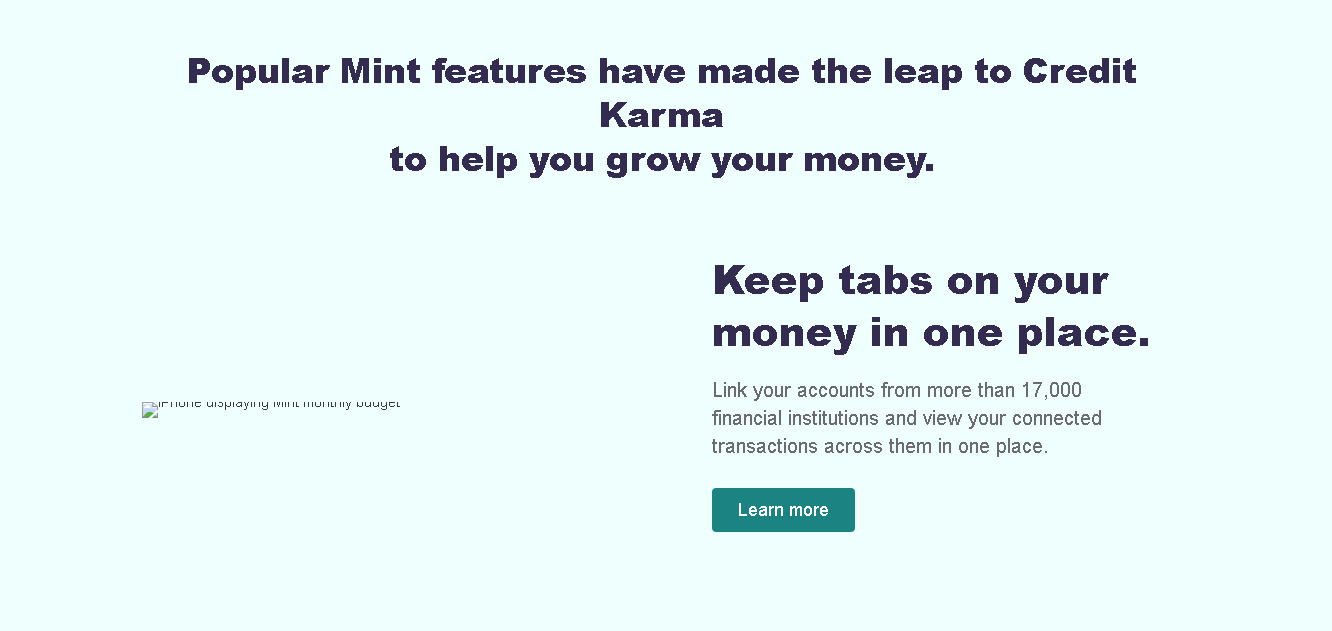 Popular Mint features have made the leap to Credit
Karma
to help you grow your money.
Keep tabs on your
money in one place.
iPhone displaying Mint monthly budget
Link your accounts from more than 17,000
financial institutions and view your connected
transactions across them in one place.
Learn more